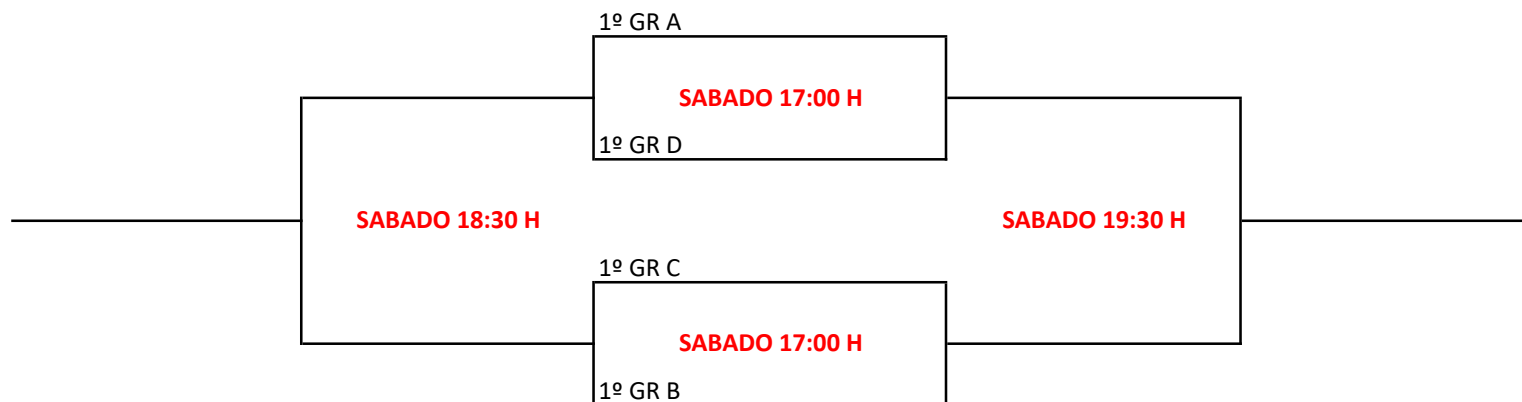 1º GR A
SABADO 17:00 H
1º GR D
SABADO 18:30 H
SABADO 19:30 H
1º GR C
SABADO 17:00 H
1º GR B